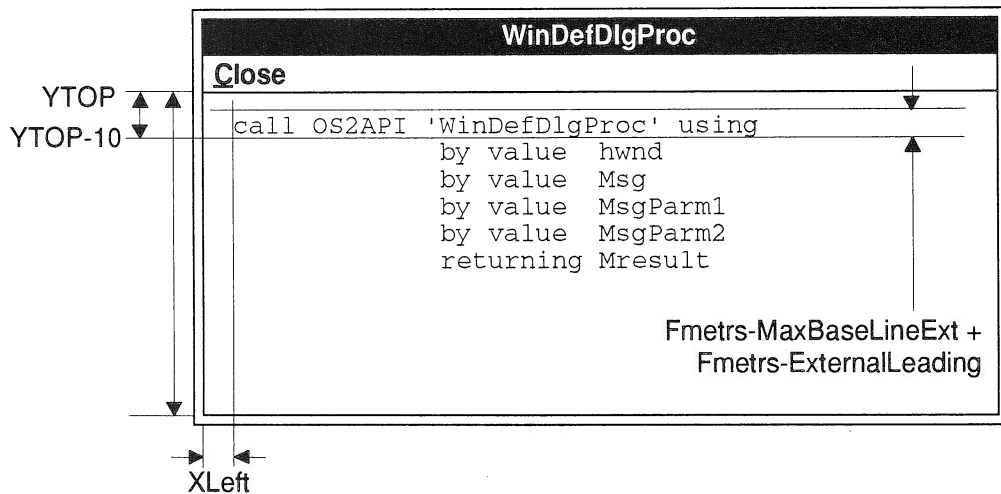 WinDefDlgProc
Close
YTOP
YTOP-10
call OS2API 'WinDefDlgProc' using
by value hwnd
by value Msg
by value MsgParm1
by value MsgParm2
returning Mresult
Fmetrs-MaxBaseLineExt +
Fmetrs-ExternalLeading
XLeft